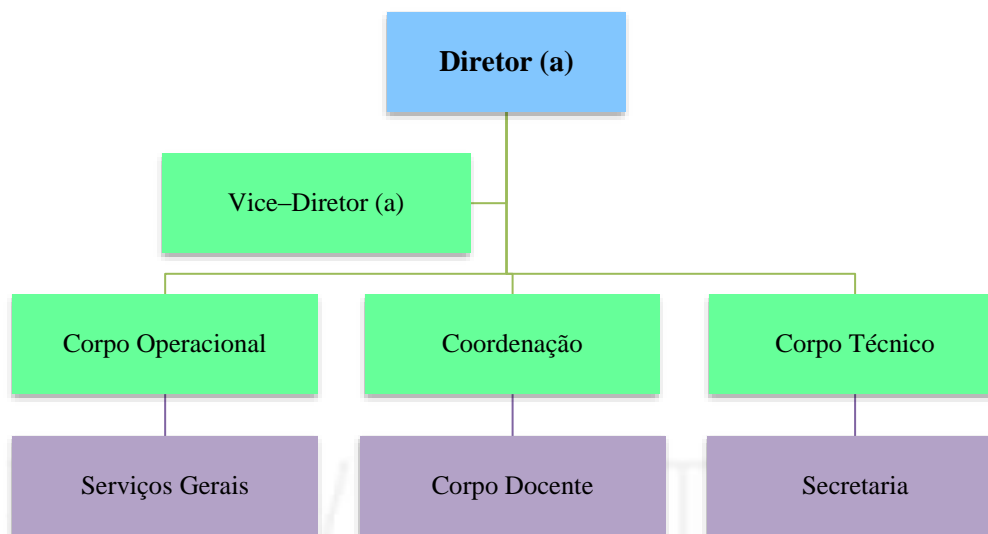 Diretor (a)
Vice–Diretor (a)
Corpo Operacional
Coordenação
Corpo Técnico
Serviços Gerais
Corpo Docente
Secretaria